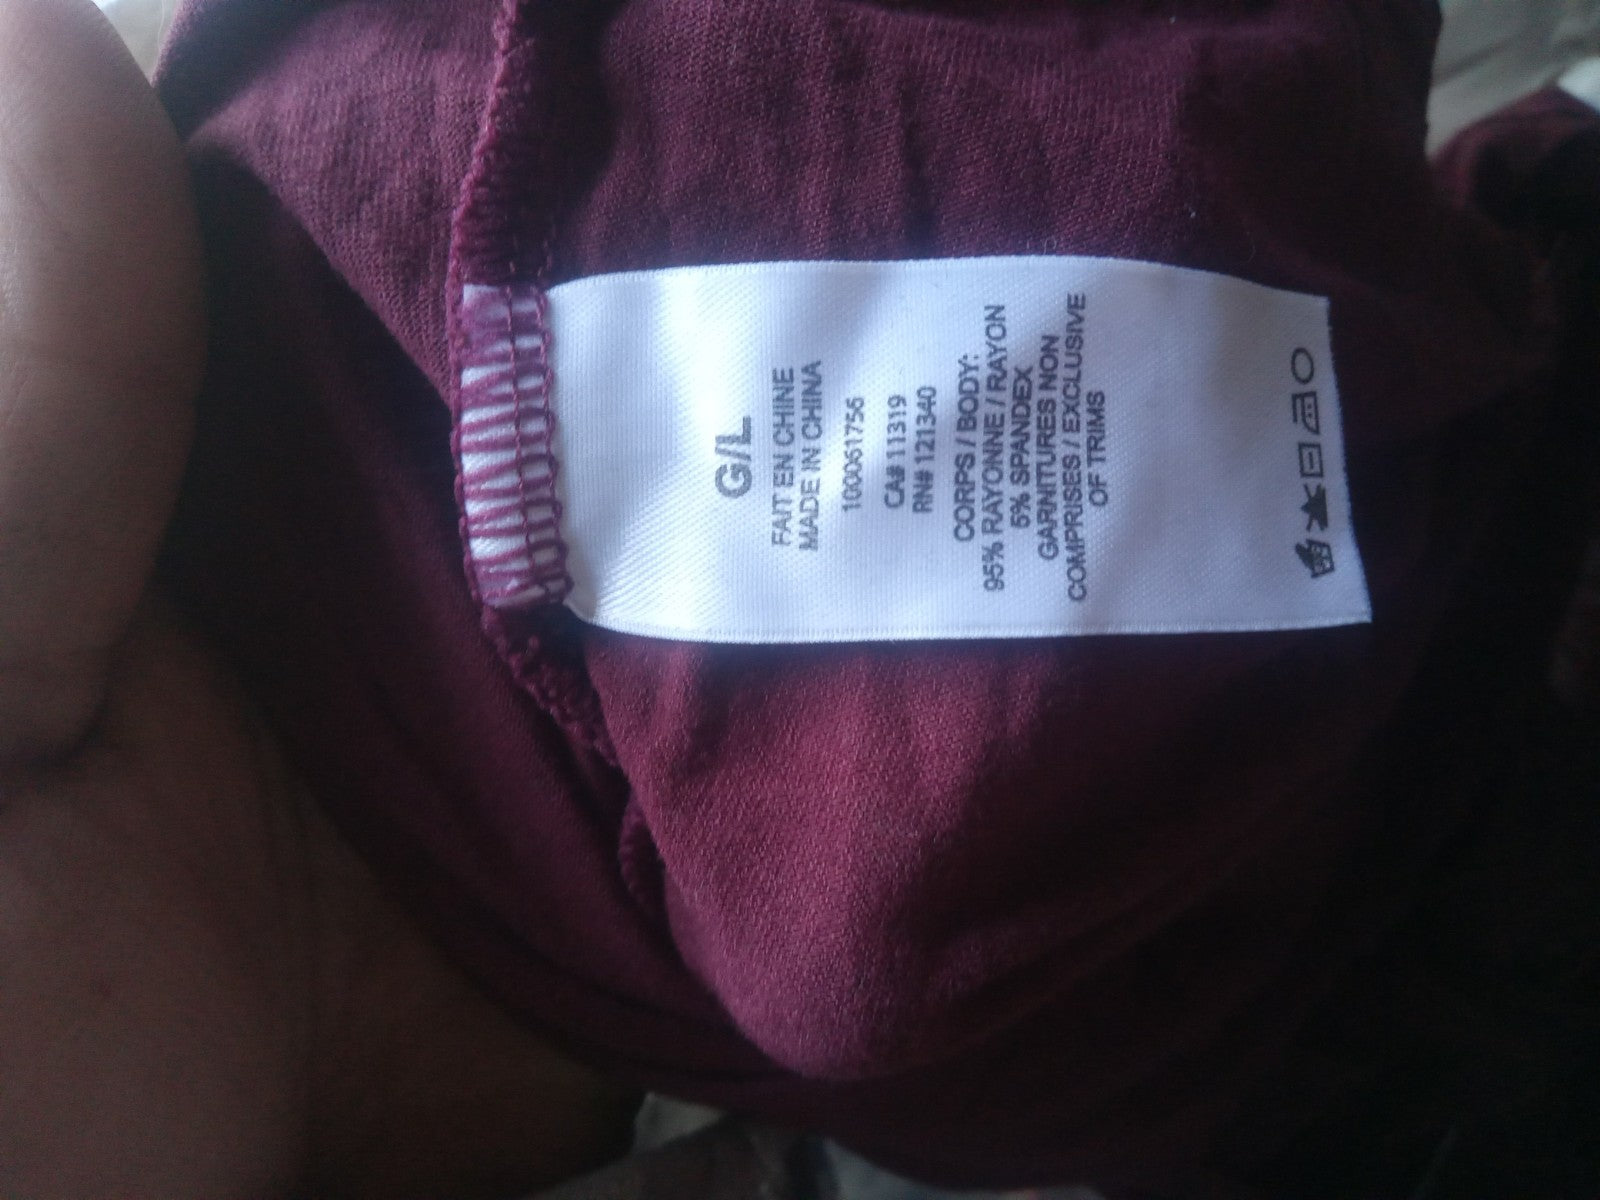 G/L
FAIT EN CHINE
MADE IN CHINA
100061756
CA# 11319
RN# 121340
CORPS / BODY:
95% RAYONNE / RAYON
5% SPANDEX
GARNITURES NON
COMPRISES / EXCLUSIVE
OF TRIMS